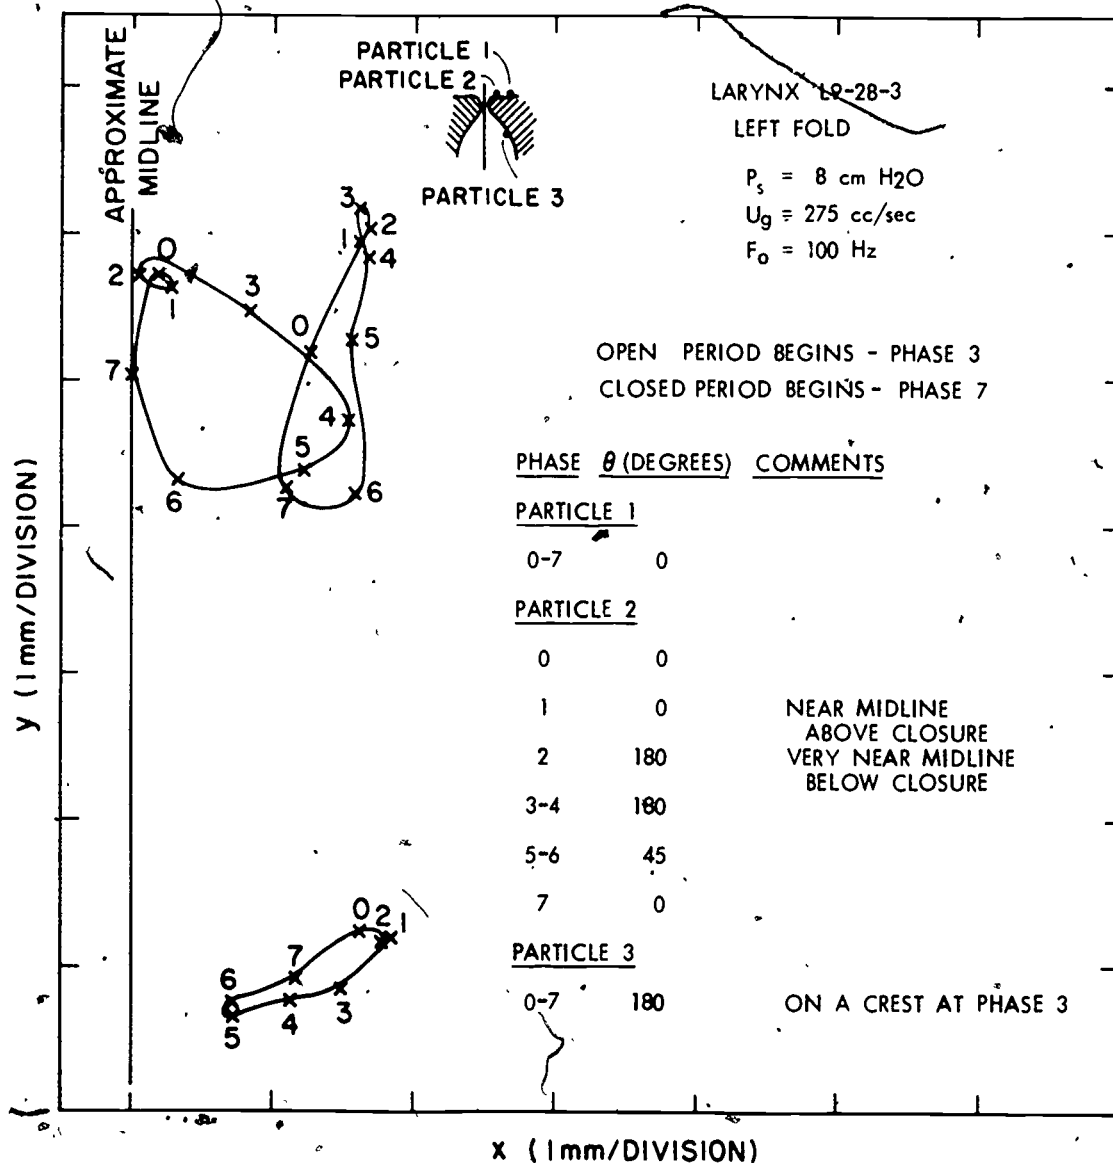 APPROXIMATE
MIDLINE
PARTICLE 1
PARTICLE 2
PARTICLE 3
LARYNX L9-28-3
LEFT FOLD
Ps = 8 cm H2O
Ug = 275 cc/sec
Fo = 100 Hz
OPEN PERIOD BEGINS - PHASE 3
CLOSED PERIOD BEGINS - PHASE 7
3
2
1
4
0
5
6
7
2
0
1
3
4
5
6
7
PHASE θ (DEGREES) COMMENTS
PARTICLE 1
0-7 0
PARTICLE 2
0 0
1 0 NEAR MIDLINE
ABOVE CLOSURE
2 180 VERY NEAR MIDLINE
BELOW CLOSURE
3-4 180
5-6 45
7 0
PARTICLE 3
0-7 180 ON A CREST AT PHASE 3
0
2
1
7
6
5
4
3
y (1mm/DIVISION)
x (1mm/DIVISION)